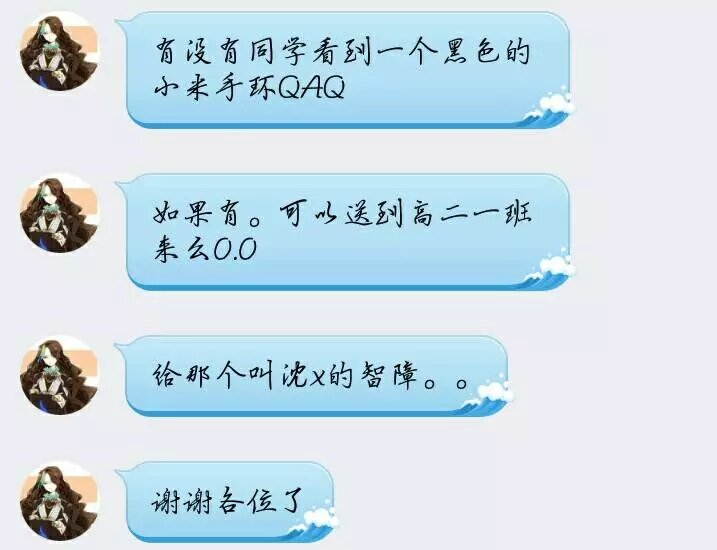 有没有同学看到一个黑色的
小米手环QAQ
如果有。可以送到高二一班
来么O.O
给那个叫沈x的智障。。
谢谢各位了